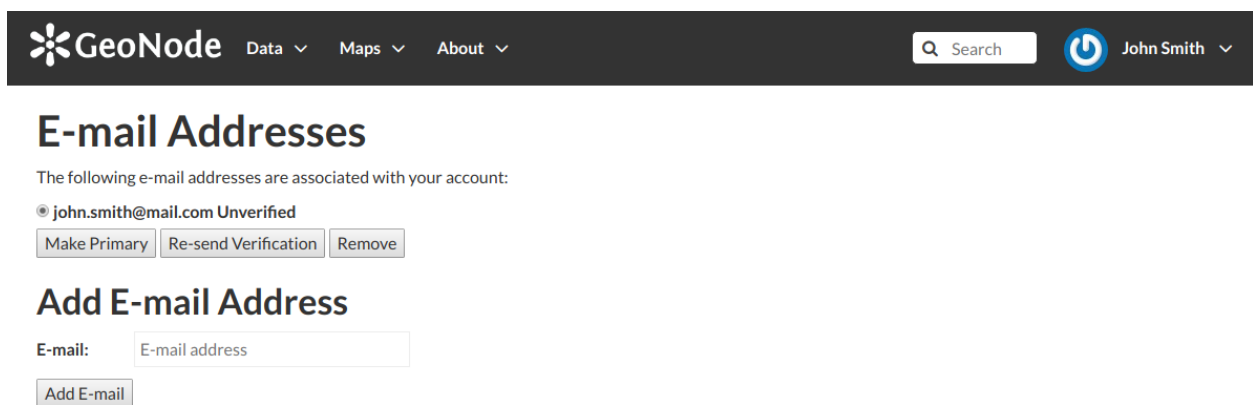 GeoNode Data Maps About Search John Smith
E-mail Addresses
The following e-mail addresses are associated with your account:
john.smith@mail.com Unverified
Make Primary Re-send Verification Remove
Add E-mail Address
E-mail: E-mail address
Add E-mail